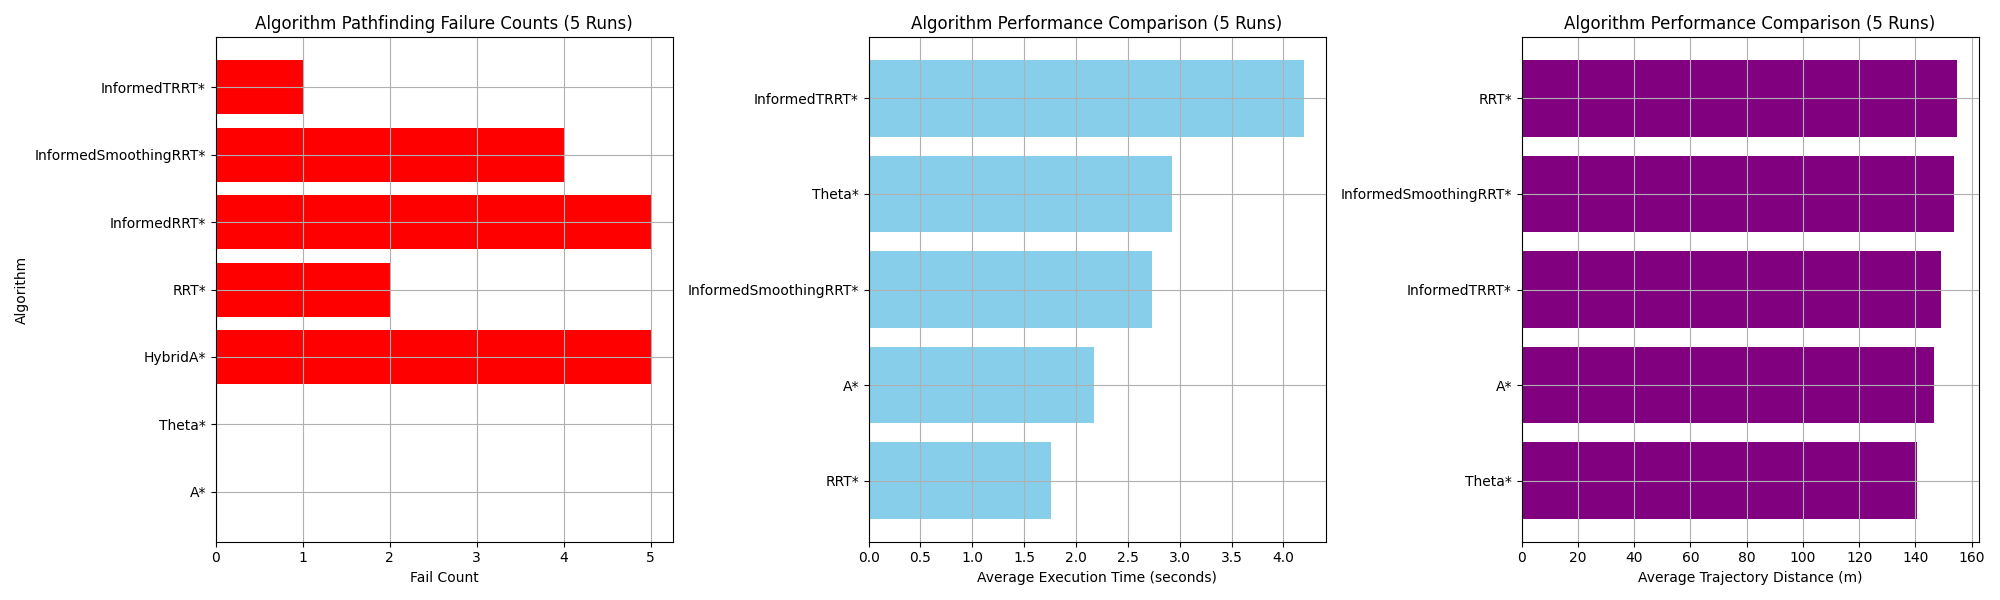 Algorithm Pathfinding Failure Counts (5 Runs)
InformedTRRT*
InformedSmoothingRRT*
InformedRRT*
RRT*
HybridA*
Theta*
A*
Algorithm
0 1 2 3 4 5
Fail Count
Algorithm Performance Comparison (5 Runs)
InformedTRRT*
Theta*
InformedSmoothingRRT*
A*
RRT*
0.0 0.5 1.0 1.5 2.0 2.5 3.0 3.5 4.0
Average Execution Time (seconds)
Algorithm Performance Comparison (5 Runs)
RRT*
InformedSmoothingRRT*
InformedTRRT*
A*
Theta*
0 20 40 60 80 100 120 140 160
Average Trajectory Distance (m)